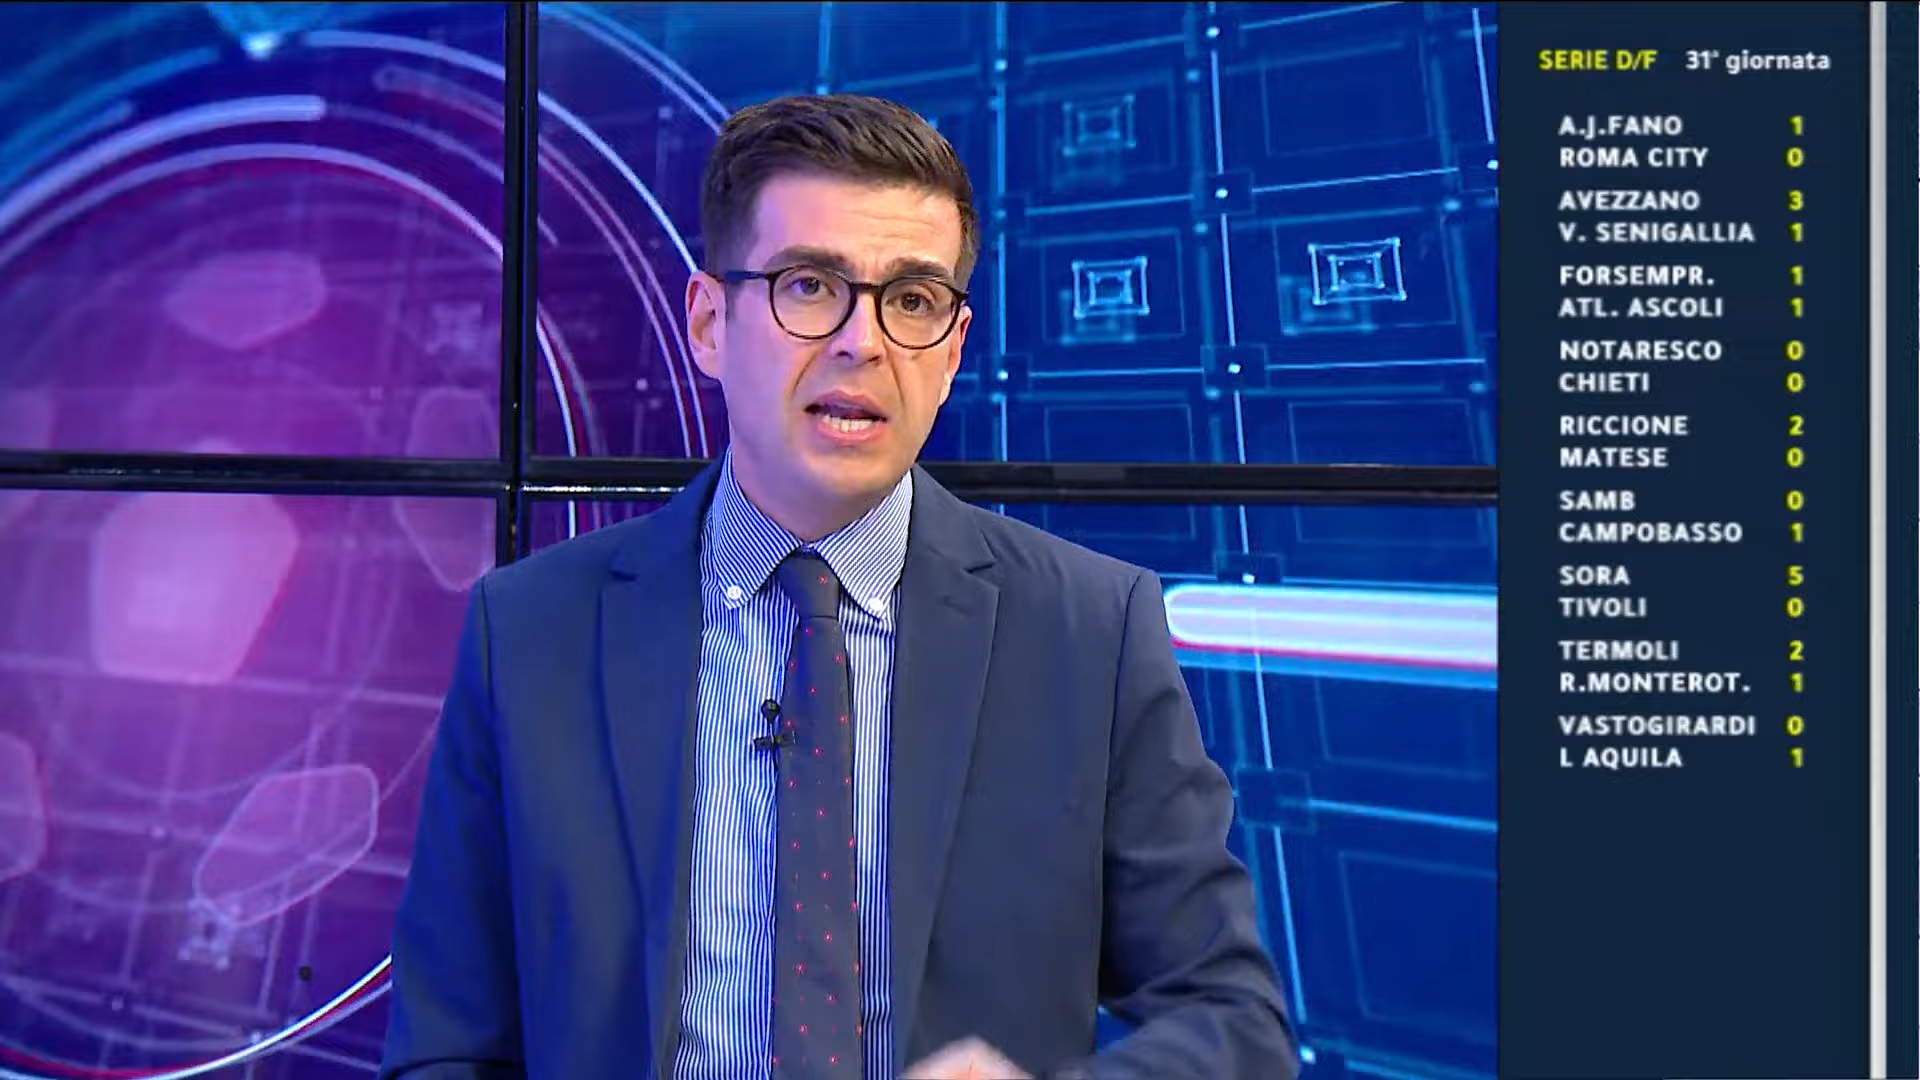 SERIE D/F 31ª giornata
A.J.FANO 1
ROMA CITY 0
AVEZZANO 3
V. SENIGALLIA 1
FORSEMPR. 1
ATL. ASCOLI 1
NOTARESCO 0
CHIETI 0
RICCIONE 2
MATESE 0
SAMB 0
CAMPOBASSO 1
SORA 5
TIVOLI 0
TERMOLI 2
R.MONTEROT. 1
VASTOGIRARDI 0
L AQUILA 1